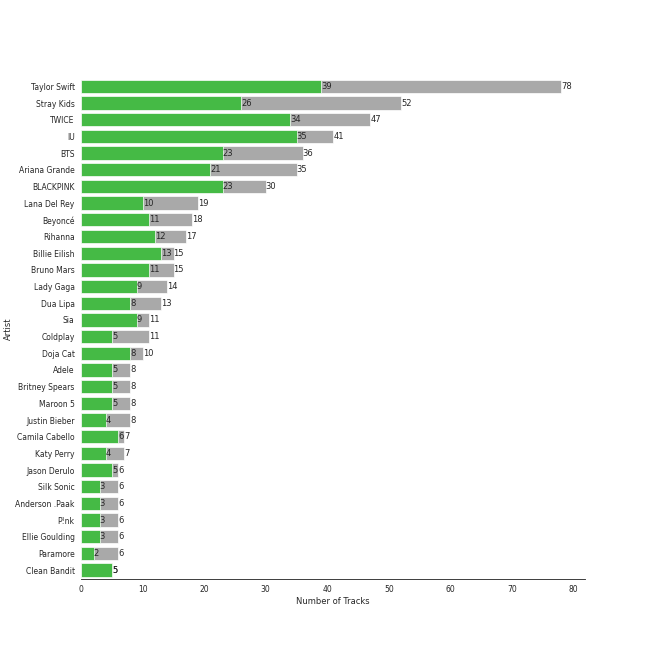 Taylor Swift 39 78
Stray Kids 26 52
TWICE 34 47
IU 35 41
BTS 23 36
Ariana Grande 21 35
BLACKPINK 23 30
Lana Del Rey 10 19
Beyoncé 11 18
Rihanna 12 17
Billie Eilish 13 15
Bruno Mars 11 15
Lady Gaga 9 14
Dua Lipa 8 13
Sia 9 11
Coldplay 5 11
Doja Cat 8 10
Adele 5 8
Britney Spears 5 8
Maroon 5 5 8
Justin Bieber 4 8
Camila Cabello 6 7
Katy Perry 4 7
Jason Derulo 5 6
Silk Sonic 3 6
Anderson .Paak 3 6
P!nk 3 6
Ellie Goulding 3 6
Paramore 2 6
Clean Bandit 5
0 10 20 30 40 50 60 70 80
Number of Tracks
Artist